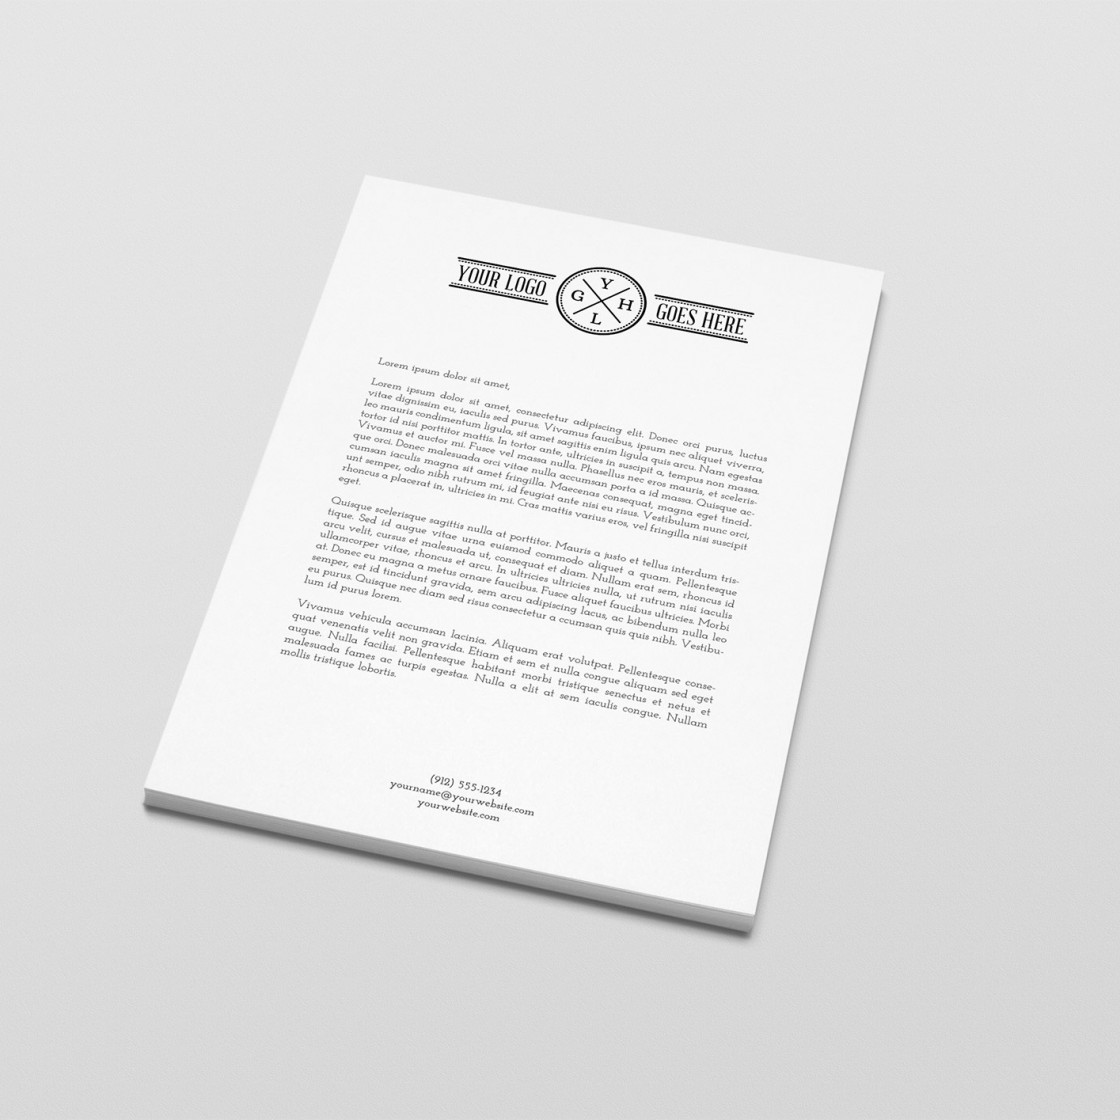 YOUR LOGO
Y
G H
L
GOES HERE
Lorem ipsum dolor sit amet,
Lorem ipsum dolor sit amet, consectetur adipiscing elit. Donec orci purus, luctus
vitae dignissim eu, iaculis sed purus. Vivamus faucibus, ipsum nec aliquet viverra,
leo mauris condimentum ligula, sit amet sagittis enim ligula quis arcu. Nam egestas
tortor id nisi porttitor mattis. In tortor ante, ultricies in suscipit a, tempus non massa.
Vivamus et auctor mi. Fusce vel massa nulla. Phasellus nec eros mauris, et sceleris-
que orci. Donec malesuada orci vitae nulla accumsan porta a id massa. Quisque ac-
cumsan iaculis magna sit amet fringilla. Maecenas consequat, magna eget tincid-
unt semper, odio nibh rutrum mi, id feugiat ante nisi eu risus. Vestibulum nunc orci,
rhoncus a placerat in, ultricies in mi. Cras mattis varius eros, vel fringilla nisi suscipit
eget.
Quisque scelerisque sagittis nulla at porttitor. Mauris a justo et tellus interdum tris-
tique. Sed id augue vitae urna euismod commodo aliquet a quam. Pellentesque
arcu velit, cursus et malesuada ut, consequat et diam. Nullam erat sem, rhoncus id
ullamcorper vitae, rhoncus et arcu. In ultricies ultricies nulla, ut rutrum nisi iaculis
at. Donec eu magna a metus ornare faucibus. Fusce aliquet faucibus ultricies. Morbi
semper, est id tincidunt gravida, sem arcu adipiscing lacus, ac bibendum nulla leo
eu purus. Quisque nec diam sed risus consectetur a ccumsan quis quis nibh. Vestibu-
lum id purus lorem.
Vivamus vehicula accumsan lacinia. Aliquam erat volutpat. Pellentesque conse-
quat venenatis velit non gravida. Etiam et sem et nulla congue aliquam sed eget
augue. Nulla facilisi. Pellentesque habitant morbi tristique senectus et netus et
malesuada fames ac turpis egestas. Nulla a elit at sem iaculis congue. Nullam
mollis tristique lobortis.
(912) 555-1234
yourname@yourwebsite.com
yourwebsite.com